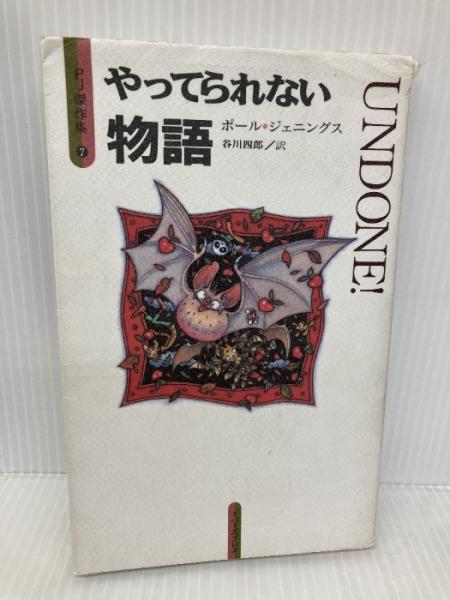 PJ傑作集 7
やってられない
物語
ポール・ジェニングス
谷川四郎／訳
UNDONE!